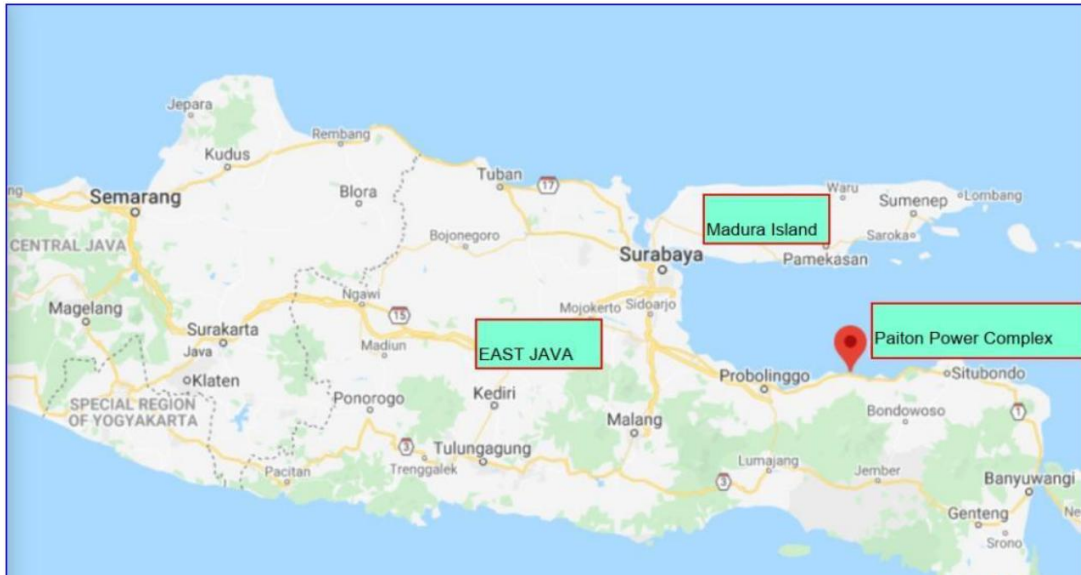 Jepara
Rembang
Kudus
Tuban
17
Waru
Lombang
ng
Semarang
Blora
Sumenep
Madura Island
CENTRAL JAVA
Bojonegoro
Saroka
Surabaya
Pamekasan
Ngawi
Mojokerto
Sidoarjo
Magelang
15
Surakarta
Java
Madiun
EAST JAVA
Paiton Power Complex
Klaten
Probolinggo
Situbondo
SPECIAL REGION
OF YOGYAKARTA
Ponorogo
Kediri
Bondowoso
1
Malang
3
Tulungagung
Pacitan
Trenggalek
Lumajang
3
Jember
Banyuwangi
Genteng
Ne
Srono